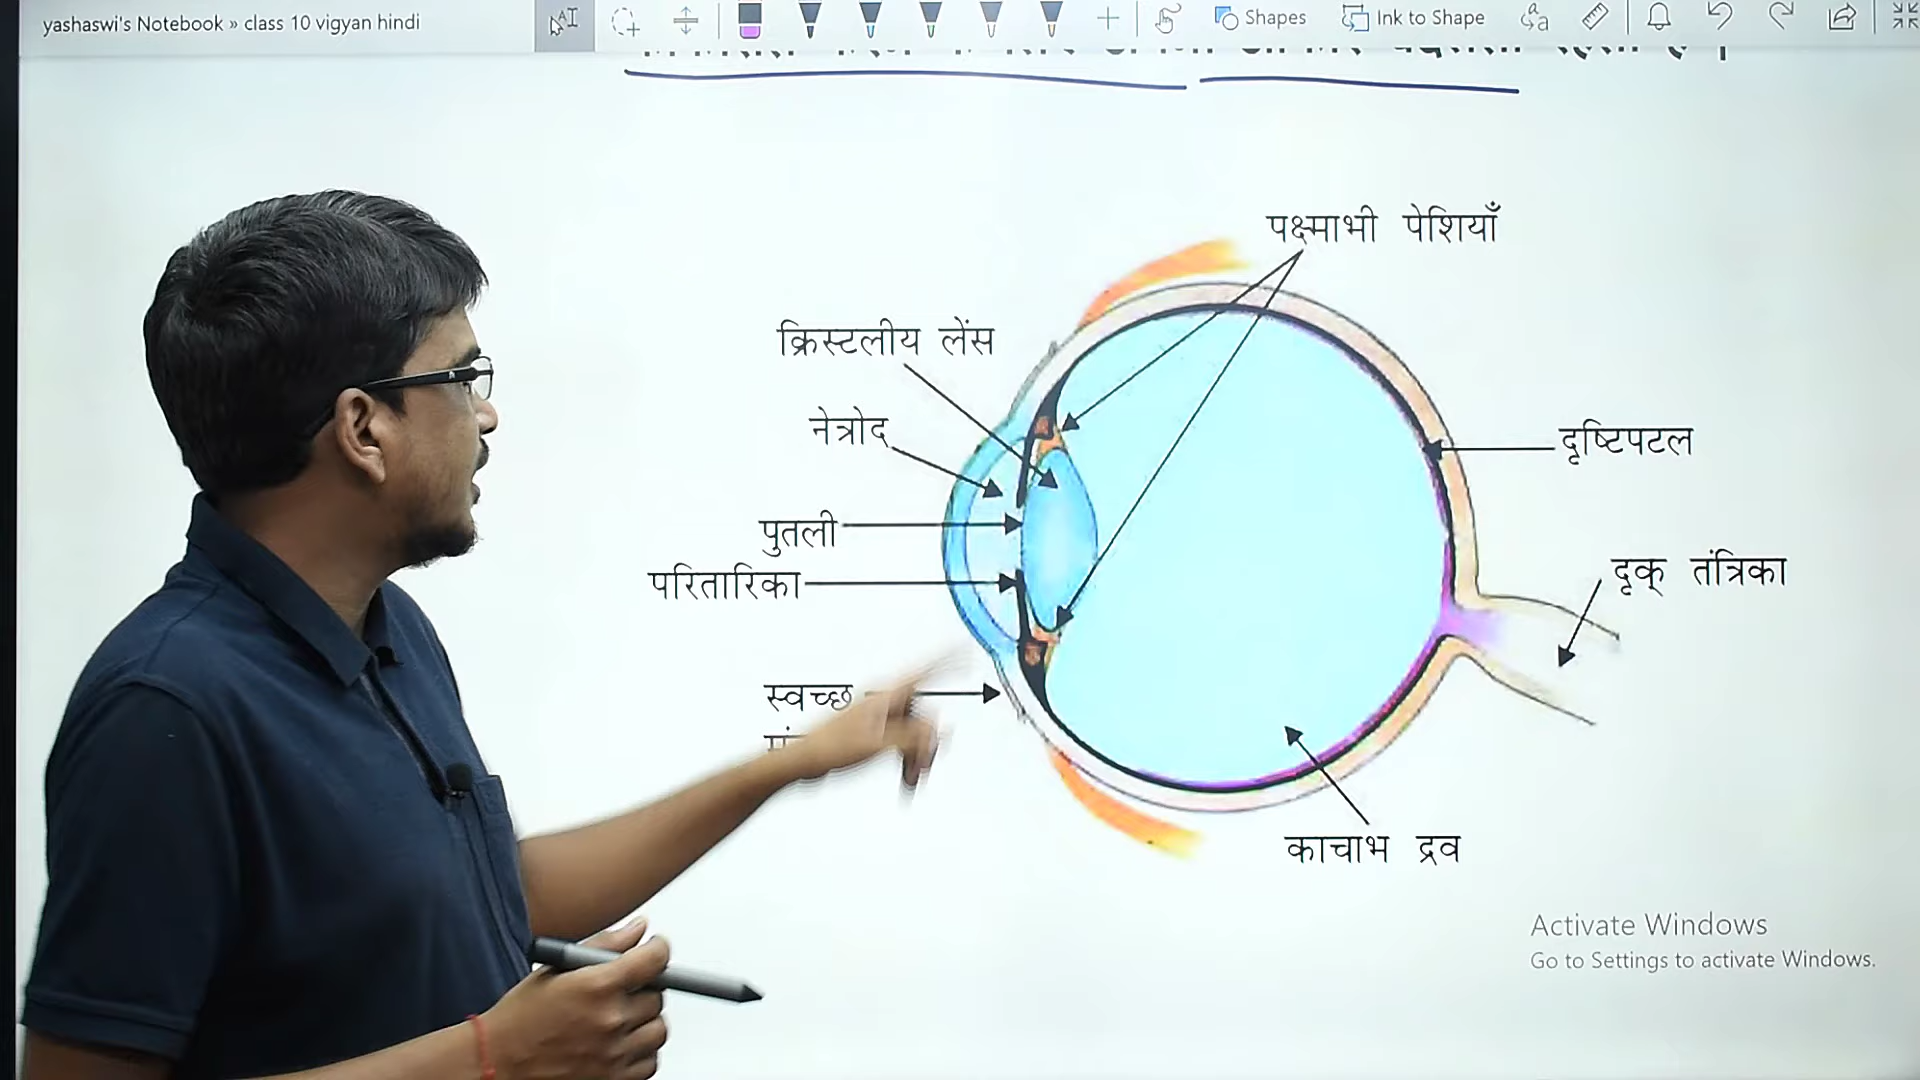 yashaswi's Notebook » class 10 vigyan hindi
Shapes
Ink to Shape
पक्ष्माभी पेशियाँ
क्रिस्टलीय लेंस
नेत्रोद
दृष्टिपटल
पुतली
परितारिका
दृक् तंत्रिका
स्वच्छ
काचाभ द्रव
Activate Windows
Go to Settings to activate Windows.